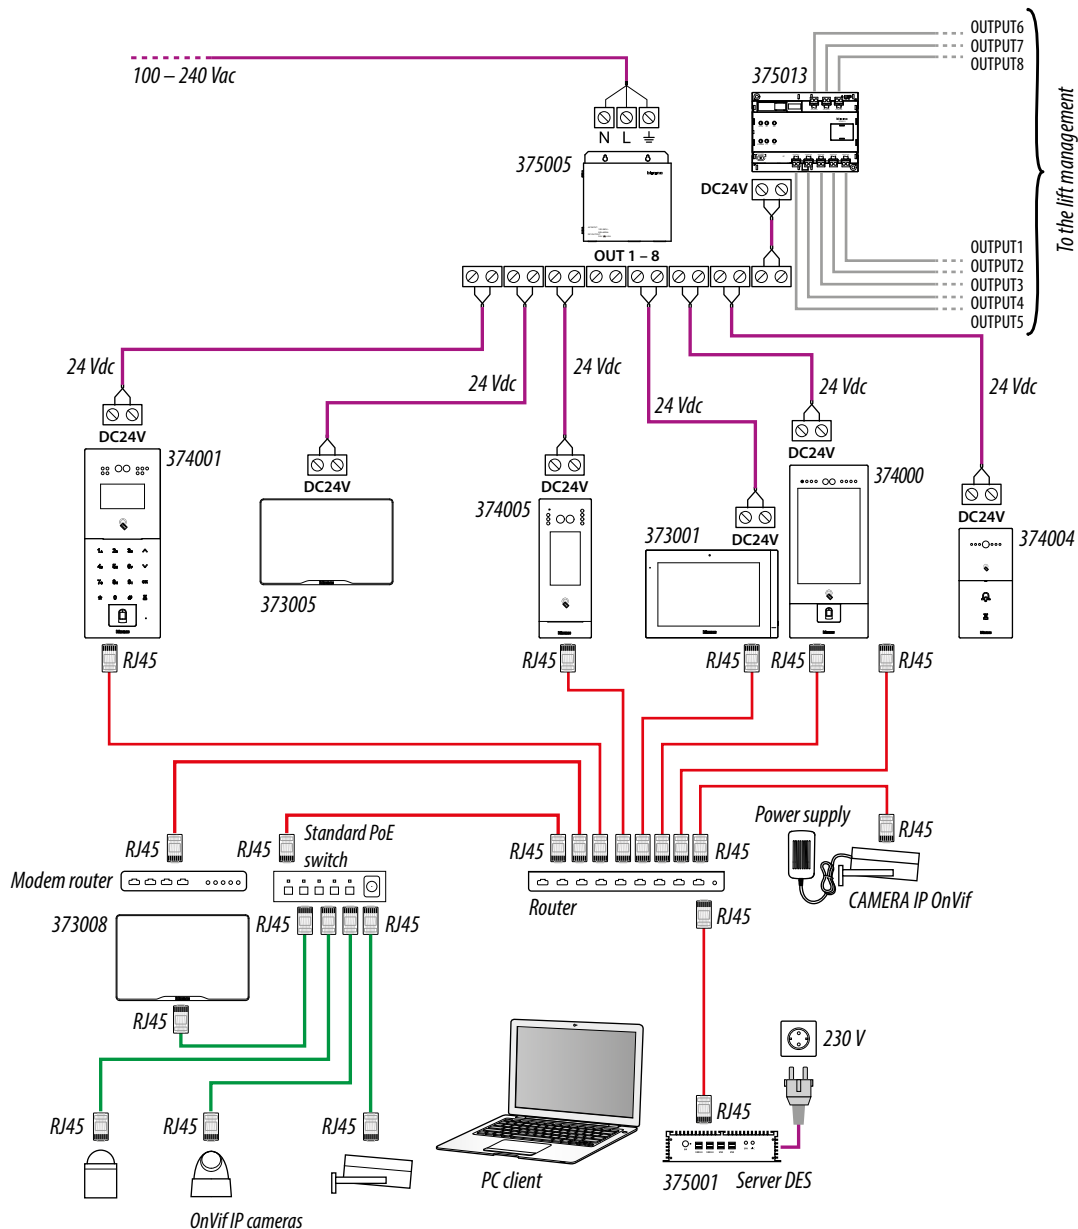 OUTPUT6
OUTPUT7
OUTPUT8
100 – 240 Vac
375013
To the lift management
N L
375005
DC24V
OUT 1 – 8
OUTPUT1
OUTPUT2
OUTPUT3
OUTPUT4
OUTPUT5
24 Vdc
24 Vdc
24 Vdc
24 Vdc
24 Vdc
24 Vdc
DC24V
374001
DC24V
DC24V
DC24V
374000
DC24V
DC24V
374005
373001
374004
373005
RJ45
RJ45
RJ45
RJ45
RJ45
Power supply
Standard PoE
switch
RJ45
RJ45
RJ45
RJ45
RJ45
Modem router
Router
CAMERA IP OnVif
373008
RJ45
RJ45
RJ45
RJ45
230 V
RJ45
RJ45
RJ45
RJ45
PC client
375001
Server DES
OnVif IP cameras